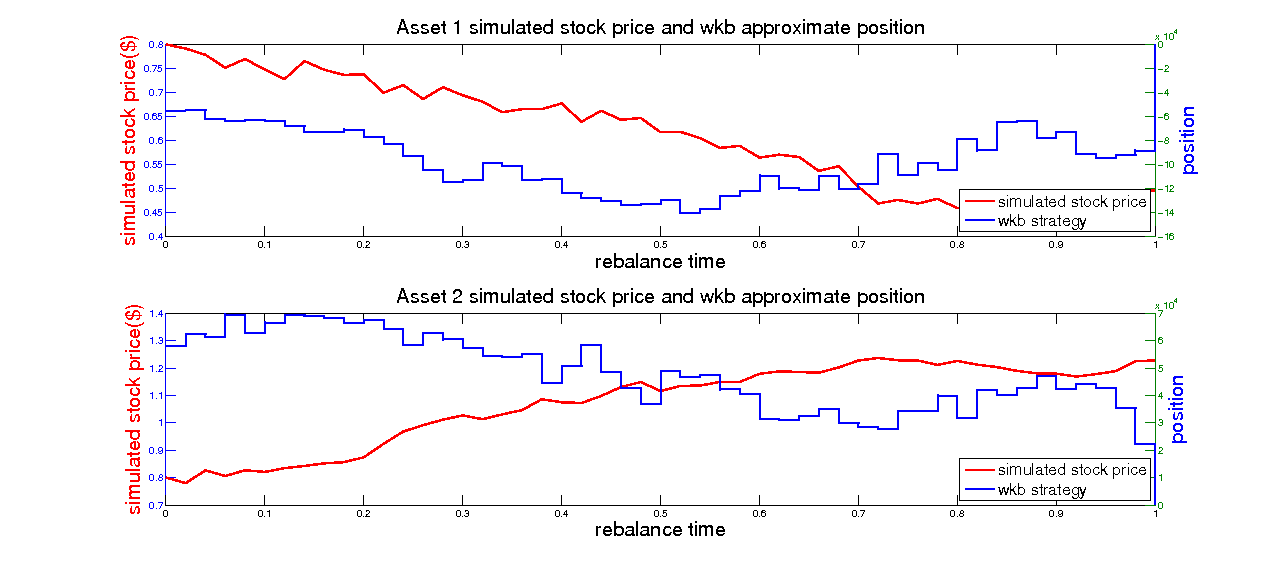 Asset 1 simulated stock price and wkb approximate position
simulated stock price($)
0.8
0.75
0.7
0.65
0.6
0.55
0.5
0.45
0.4
x 10^4
0
-2
-4
-6
-8
-10
-12
-14
-16
position
simulated stock price
wkb strategy
0 0.1 0.2 0.3 0.4 0.5 0.6 0.7 0.8 0.9 1
rebalance time
Asset 2 simulated stock price and wkb approximate position
simulated stock price($)
1.4
1.3
1.2
1.1
1
0.9
0.8
0.7
x 10^4
7
6
5
4
3
2
1
0
position
simulated stock price
wkb strategy
0 0.1 0.2 0.3 0.4 0.5 0.6 0.7 0.8 0.9 1
rebalance time